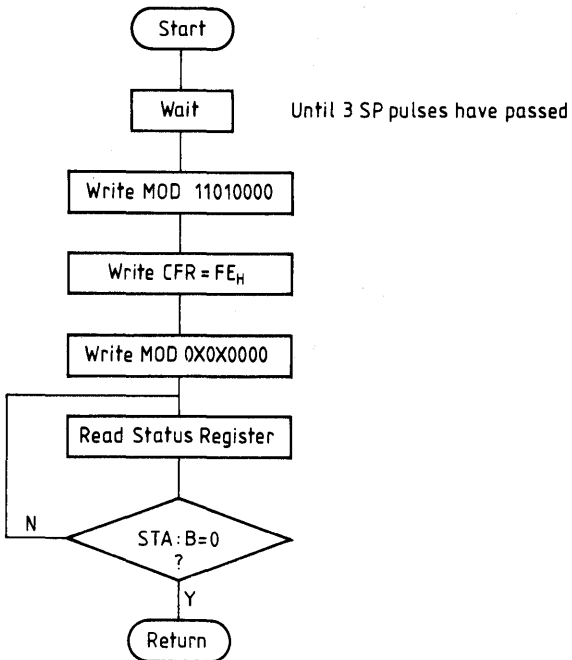 Start
Wait
Until 3 SP pulses have passed
Write MOD 11010000
Write CFR = FEH
Write MOD 0X0X0000
Read Status Register
N
STA:B=0
?
Y
Return